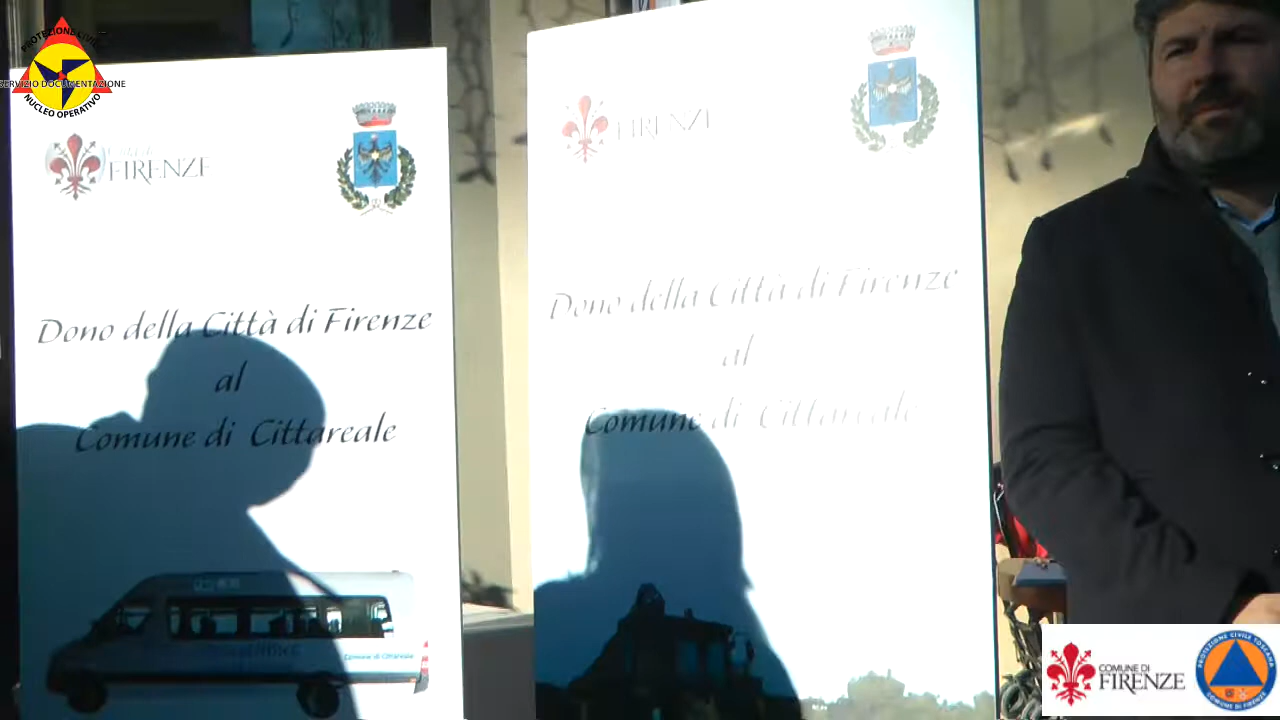 PROTEZIONE CIVILE
SERVIZIO DOCUMENTAZIONE
NUCLEO OPERATIVO
FIRENZE
Dono della Città di Firenze
al
Comune di Cittareale
Comune di Cittareale
FIRENZE
Dono della Città di Firenze
al
Comune di Cittareale
COMUNE DI
FIRENZE
PROTEZIONE CIVILE TOSCANA
COMUNE DI FIRENZE